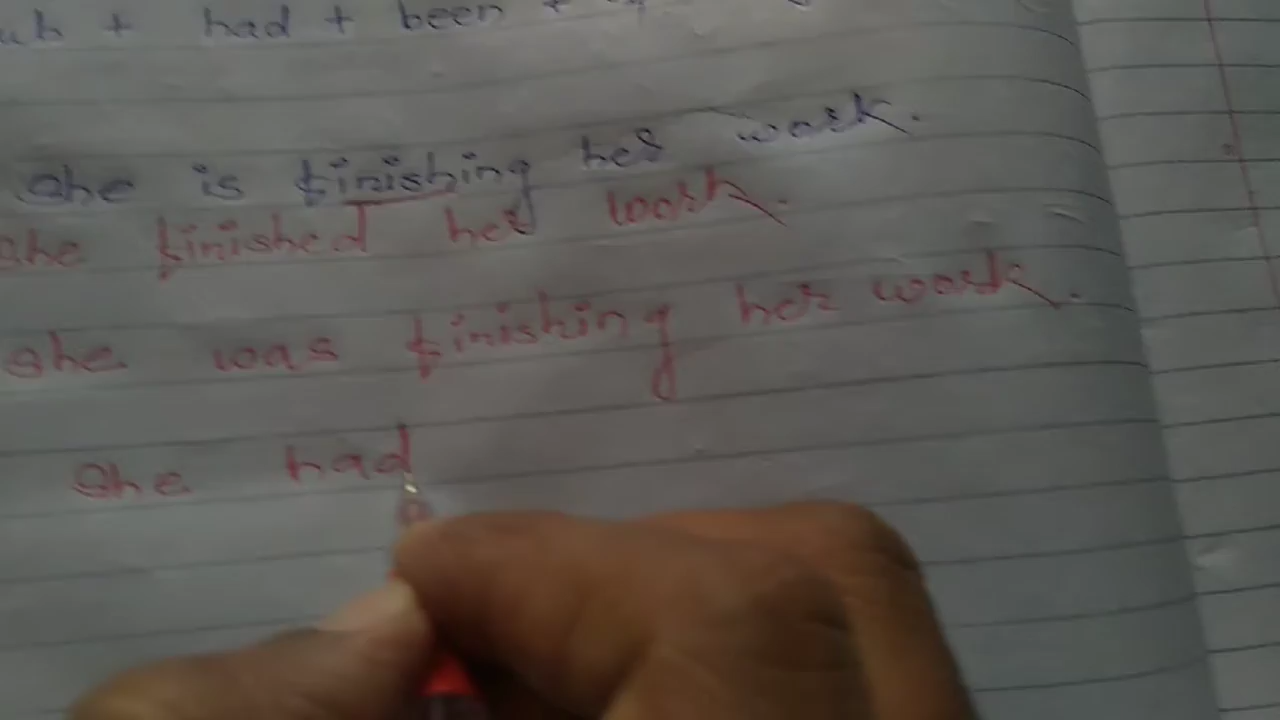 + had + been +
She is finishing her work.
She finished her work.
She was finishing her work.
She had